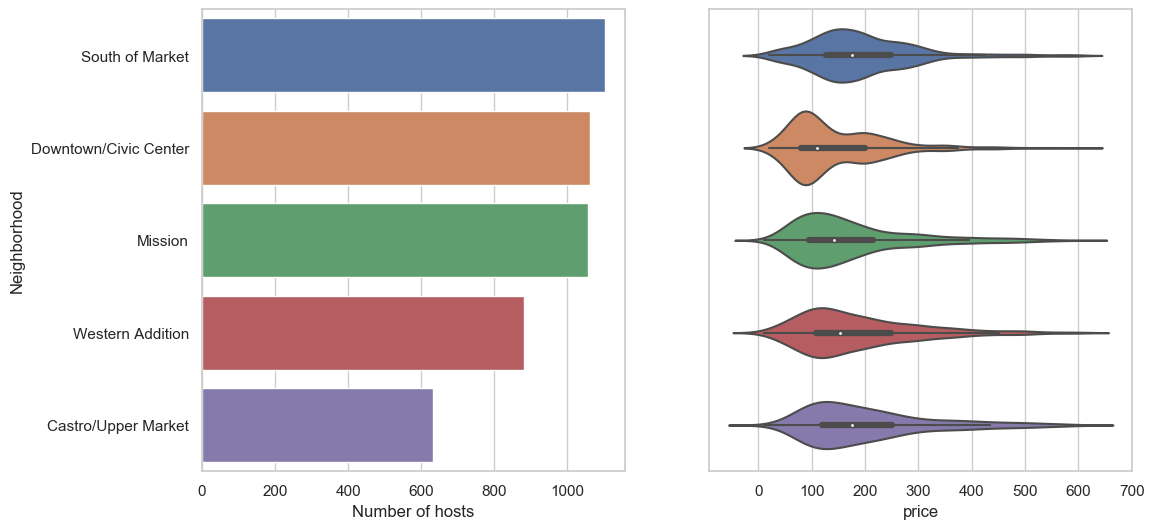 Neighborhood
South of Market
Downtown/Civic Center
Mission
Western Addition
Castro/Upper Market
0 200 400 600 800 1000
Number of hosts
0 100 200 300 400 500 600 700
price